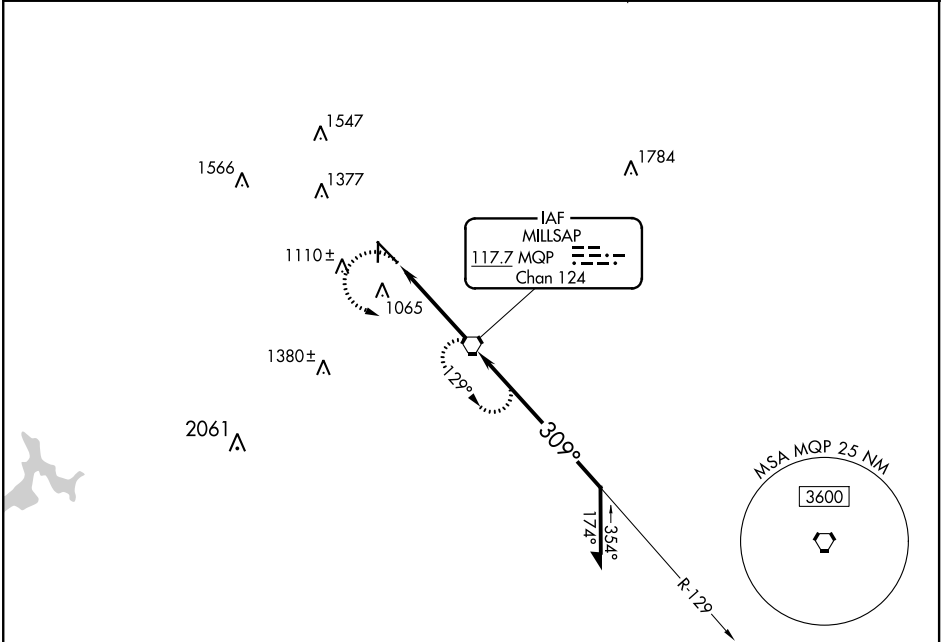 1547
1566
1377
1784
IAF
MILLSAP
117.7 MQP
Chan 124
1110±
1065
1380±
129°
2061
309°
MSA MQP 25 NM
3600
174°
354°
R-129